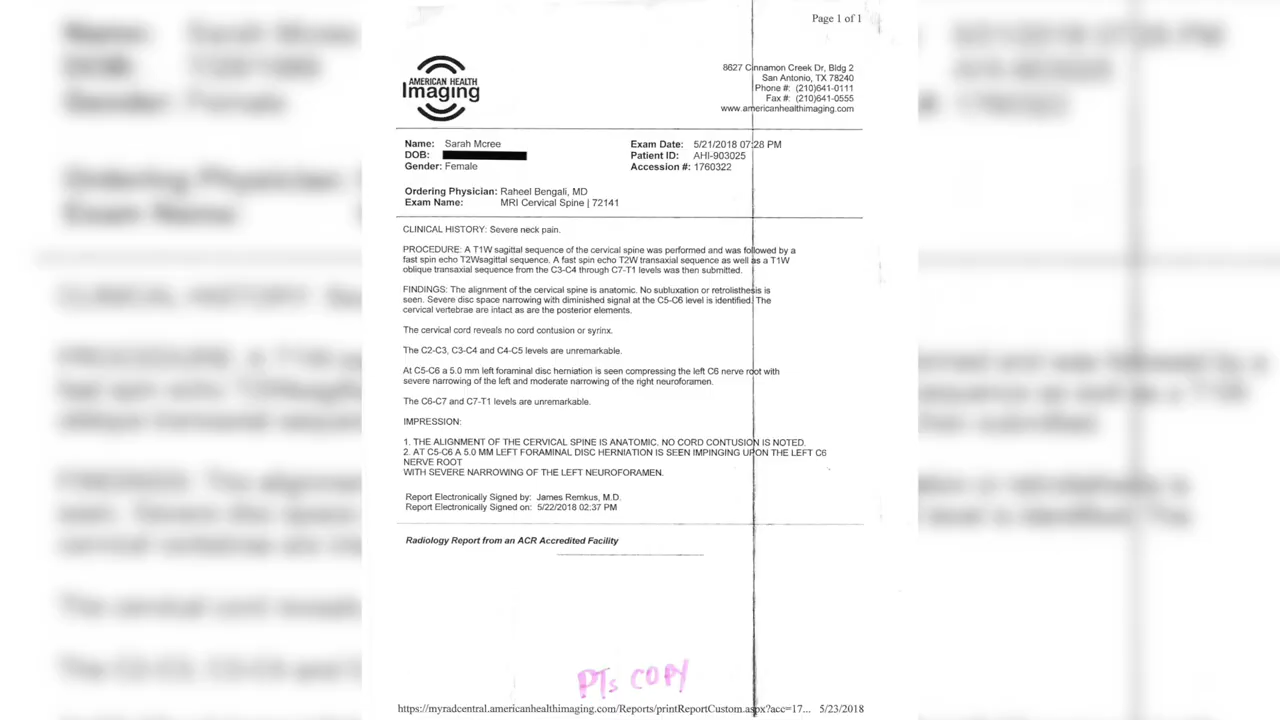 Page 1 of 1
AMERICAN HEALTH
Imaging
8627 Cinnamon Creek Dr, Bldg 2
San Antonio, TX 78240
Phone #: (210)641-0111
Fax #: (210)641-0555
www.americanhealthimaging.com
Name: Sarah Mcree
DOB:
Gender: Female
Exam Date: 5/21/2018 07:28 PM
Patient ID: AHI-903025
Accession #: 1760322
Ordering Physician: Raheel Bengali, MD
Exam Name: MRI Cervical Spine | 72141
CLINICAL HISTORY: Severe neck pain.
PROCEDURE: A T1W sagittal sequence of the cervical spine was performed and was followed by a
fast spin echo T2Wsagittal sequence. A fast spin echo T2W transaxial sequence as well as a T1W
oblique transaxial sequence from the C3-C4 through C7-T1 levels was then submitted.
FINDINGS: The alignment of the cervical spine is anatomic. No subluxation or retrolisthesis is
seen. Severe disc space narrowing with diminished signal at the C5-C6 level is identified. The
cervical vertebrae are intact as are the posterior elements.
The cervical cord reveals no cord contusion or syrinx.
The C2-C3, C3-C4 and C4-C5 levels are unremarkable.
At C5-C6 a 5.0 mm left foraminal disc herniation is seen compressing the left C6 nerve root with
severe narrowing of the left and moderate narrowing of the right neuroforamen.
The C6-C7 and C7-T1 levels are unremarkable.
IMPRESSION:
1. THE ALIGNMENT OF THE CERVICAL SPINE IS ANATOMIC. NO CORD CONTUSION IS NOTED.
2. AT C5-C6 A 5.0 MM LEFT FORAMINAL DISC HERNIATION IS SEEN IMPINGING UPON THE LEFT C6
NERVE ROOT
WITH SEVERE NARROWING OF THE LEFT NEUROFORAMEN.
Report Electronically Signed by: James Remkus, M.D.
Report Electronically Signed on: 5/22/2018 02:37 PM
Radiology Report from an ACR Accredited Facility
PTs COPY
https://myradcentral.americanhealthimaging.com/Reports/printReportCustom.aspx?acc=17... 5/23/2018